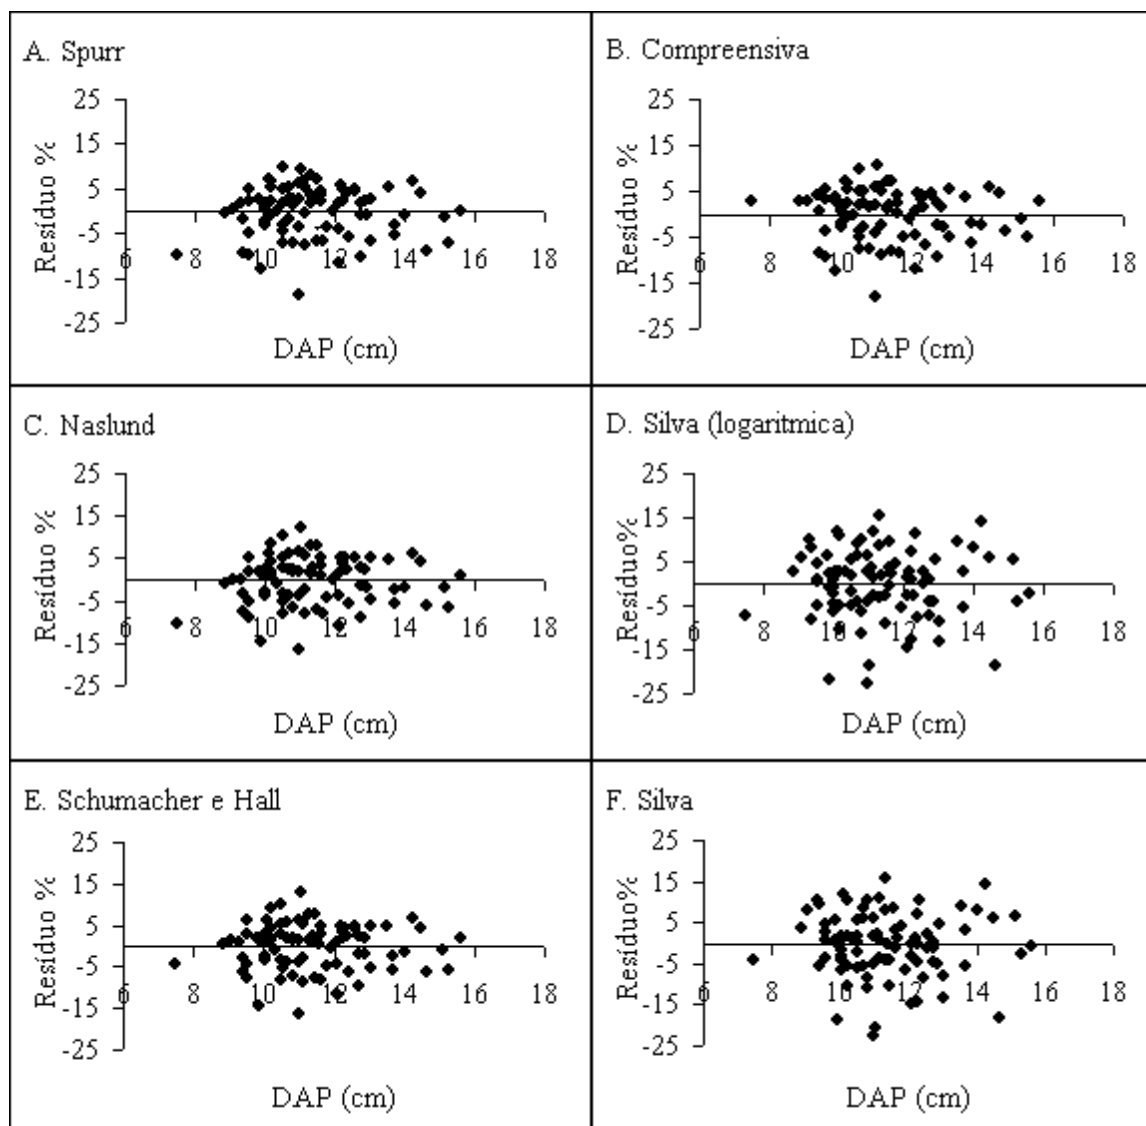 A. Spurr
25
15
5
-5
-15
-25
6 8 10 12 14 16 18
Resíduo %
DAP (cm)
B. Compreensiva
25
15
5
-5
-15
-25
6 8 10 12 14 16 18
Resíduo %
DAP (cm)
C. Naslund
25
15
5
-5
-15
-25
6 8 10 12 14 16 18
Resíduo %
DAP (cm)
D. Silva (logaritmica)
25
15
5
-5
-15
-25
6 8 10 12 14 16 18
Resíduo%
DAP (cm)
E. Schumacher e Hall
25
15
5
-5
-15
-25
6 8 10 12 14 16 18
Resíduo %
DAP (cm)
F. Silva
25
15
5
-5
-15
-25
6 8 10 12 14 16 18
Resíduo%
DAP (cm)